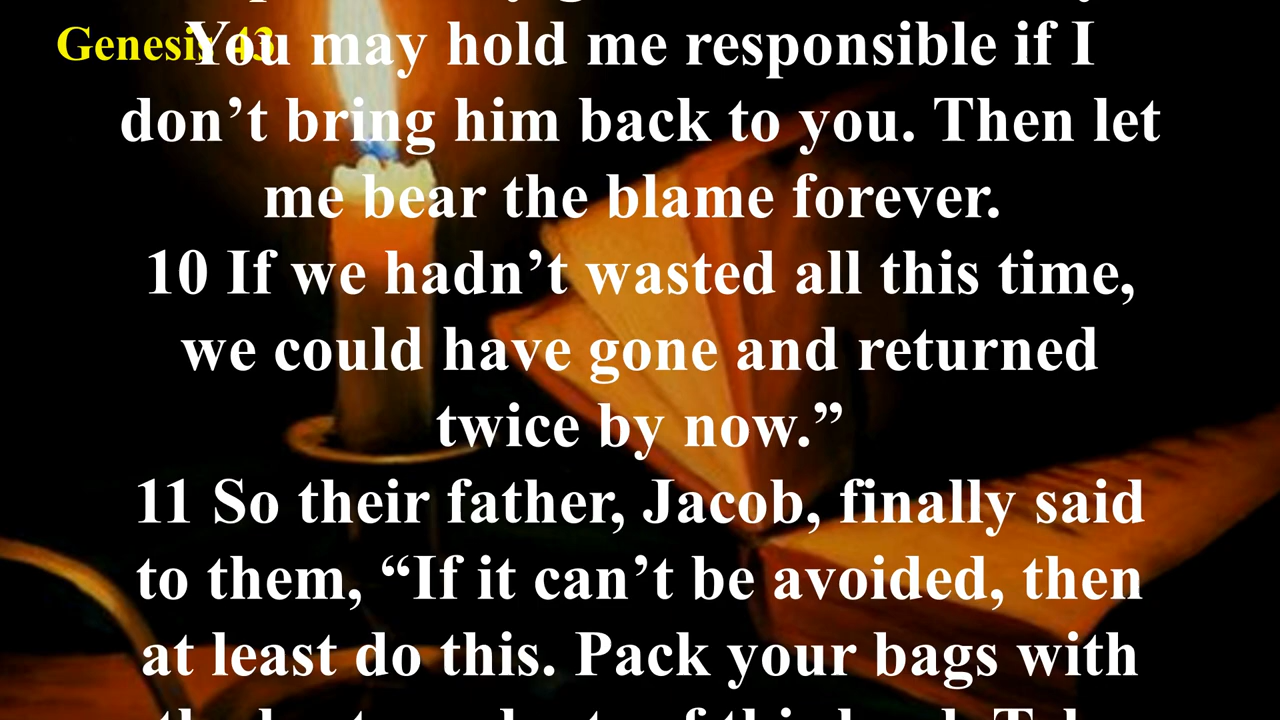 Genesis 43
You may hold me responsible if I
don’t bring him back to you. Then let
me bear the blame forever.
10 If we hadn’t wasted all this time,
we could have gone and returned
twice by now.”
11 So their father, Jacob, finally said
to them, “If it can’t be avoided, then
at least do this. Pack your bags with